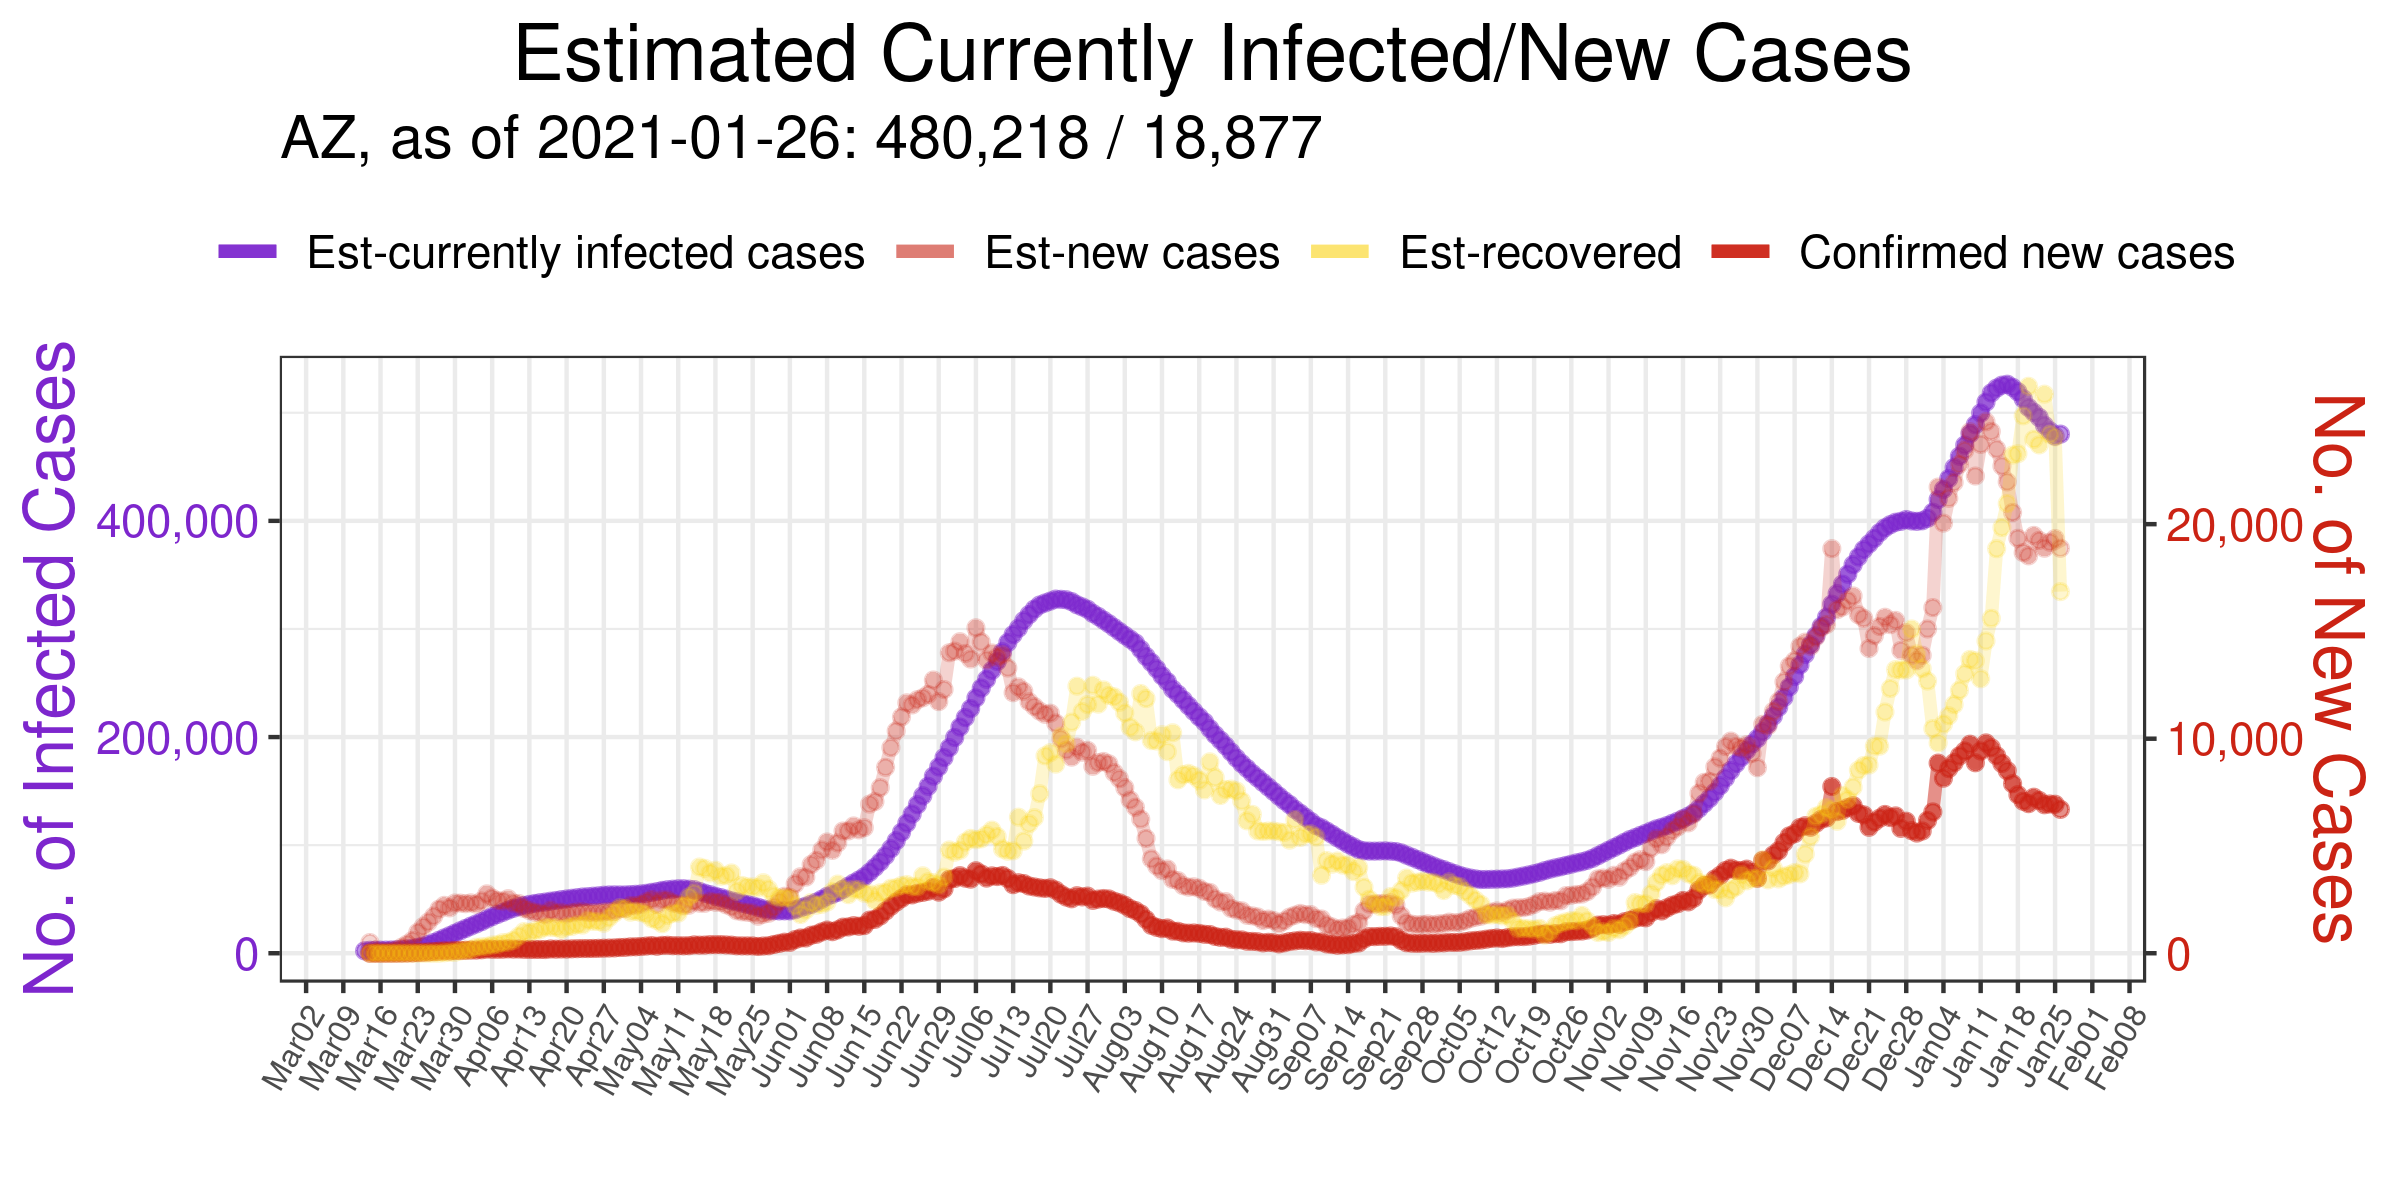 Estimated Currently Infected/New Cases
AZ, as of 2021-01-26: 480,218 / 18,877
Est-currently infected cases Est-new cases Est-recovered Confirmed new cases
No. of Infected Cases
400,000
200,000
0
20,000
10,000
0
No. of New Cases
Mar02 Mar09 Mar16 Mar23 Mar30 Apr06 Apr13 Apr20 Apr27 May04 May11 May18 May25 Jun01 Jun08 Jun15 Jun22 Jun29 Jul06 Jul13 Jul20 Jul27 Aug03 Aug10 Aug17 Aug24 Aug31 Sep07 Sep14 Sep21 Sep28 Oct05 Oct12 Oct19 Oct26 Nov02 Nov09 Nov16 Nov23 Nov30 Dec07 Dec14 Dec21 Dec28 Jan04 Jan11 Jan18 Jan25 Feb01 Feb08